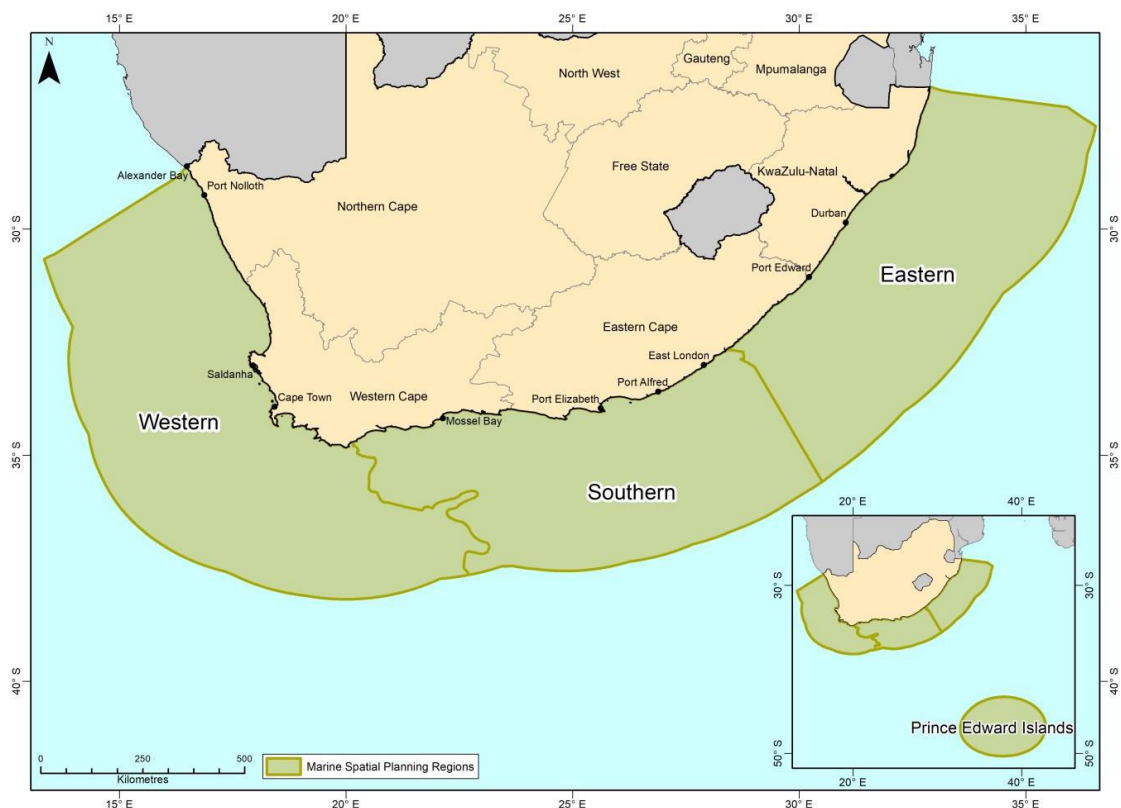 15° E 20° E 25° E 30° E 35° E
N
North West
Gauteng
Mpumalanga
Free State
KwaZulu-Natal
Alexander Bay
Port Nolloth
Northern Cape
Durban
30° S
30° S
Port Edward
Eastern
Eastern Cape
East London
Saldanha
Port Alfred
Western Cape
Cape Town
Port Elizabeth
Western
Mossel Bay
35° S
35° S
Southern
20° E 40° E
30° S
30° S
40° S
40° S
Prince Edward Islands
50° S
50° S
20° E 40° E
0 250 500
Kilometres
Marine Spatial Planning Regions
15° E 20° E 25° E 30° E 35° E